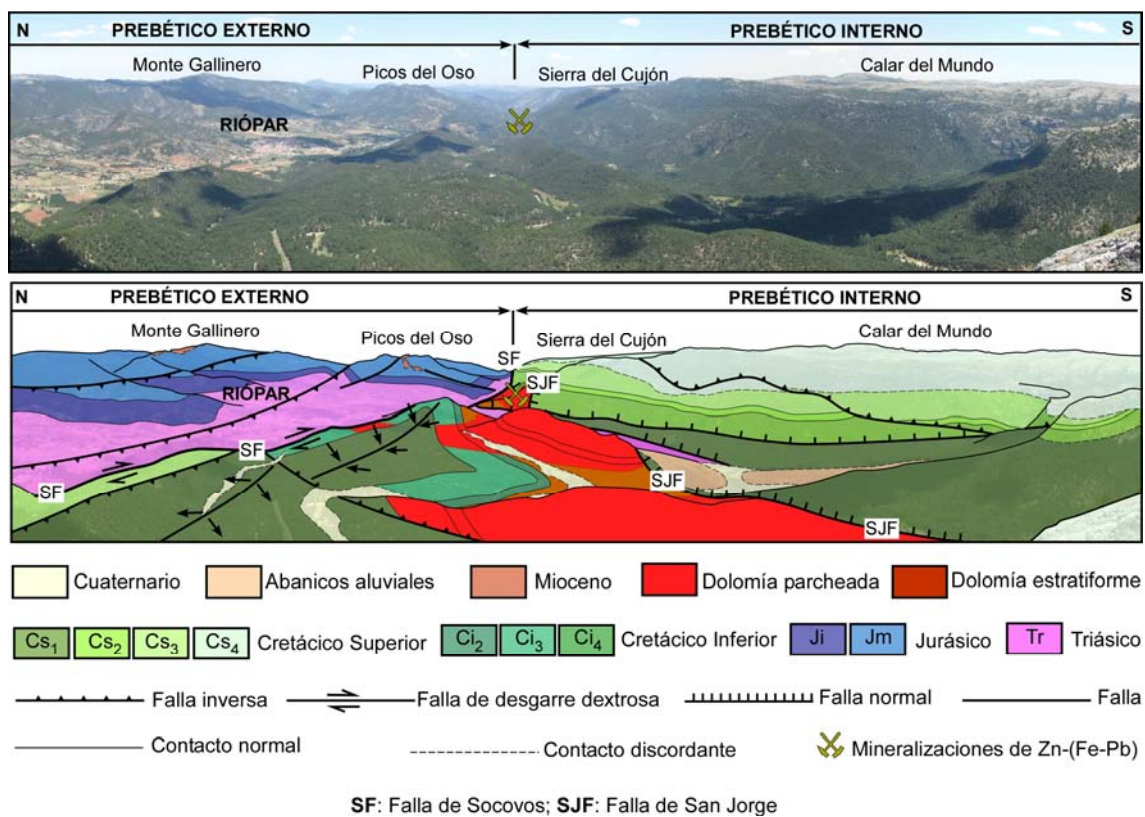 N PREBÉTICO EXTERNO PREBÉTICO INTERNO S
Monte Gallinero Picos del Oso Sierra del Cujón Calar del Mundo
RIÓPAR
N PREBÉTICO EXTERNO PREBÉTICO INTERNO S
Monte Gallinero Picos del Oso Sierra del Cujón Calar del Mundo
SF
SJF
RIÓPAR
SF
SF
SJF
SJF
Cuaternario Abanicos aluviales Mioceno Dolomía parcheada Dolomía estratiforme
Cs1 Cs2 Cs3 Cs4 Cretácico Superior Ci2 Ci3 Ci4 Cretácico Inferior Ji Jm Jurásico Tr Triásico
Falla inversa Falla de desgarre dextrosa Falla normal Falla
Contacto normal Contacto discordante Mineralizaciones de Zn-(Fe-Pb)
SF: Falla de Socovos; SJF: Falla de San Jorge